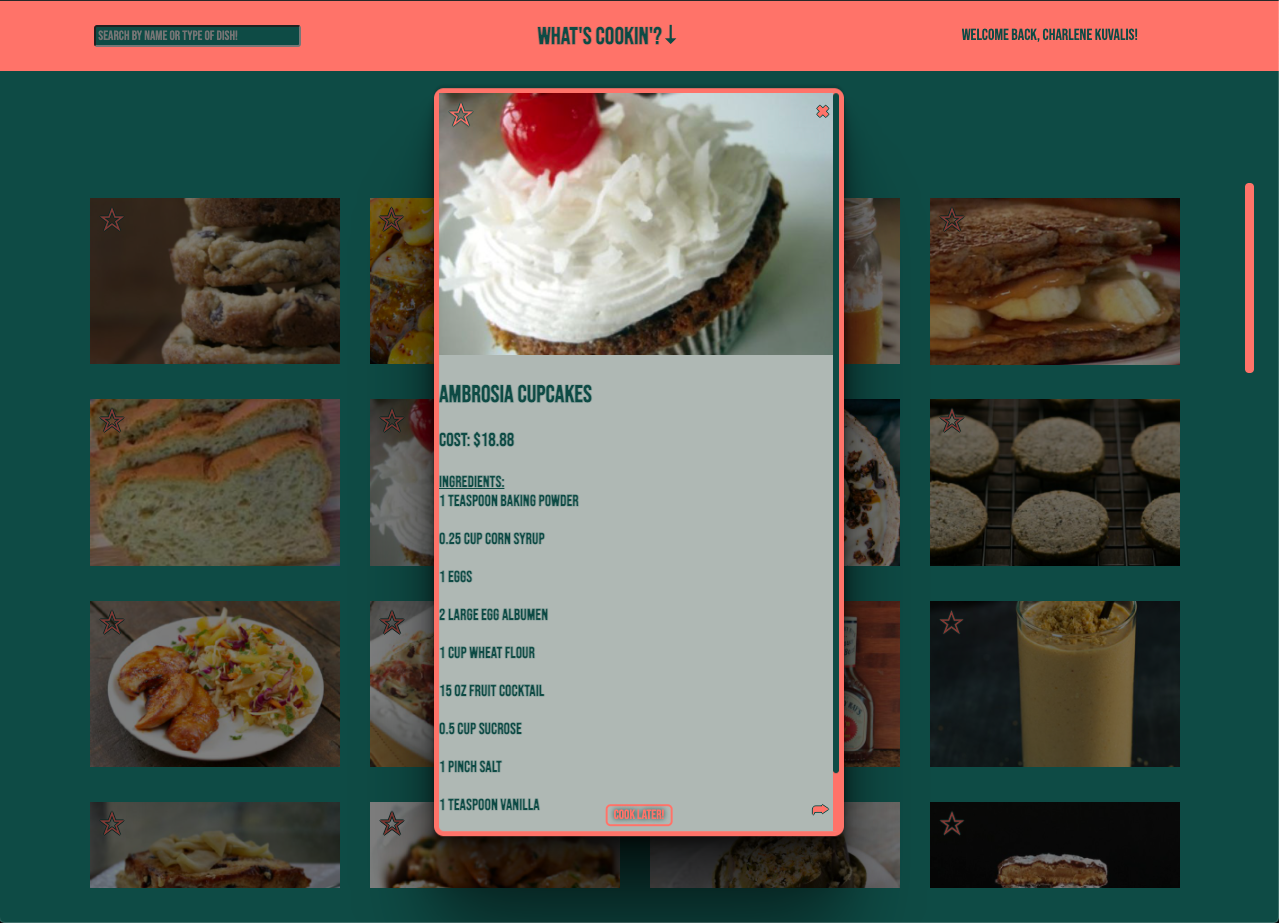 SEARCH BY NAME OR TYPE OF DISH!
WHAT'S COOKIN'?↓
WELCOME BACK, CHARLENE KUVALIS!
AMBROSIA CUPCAKES
COST: $18.88
INGREDIENTS:
1 TEASPOON BAKING POWDER
0.25 CUP CORN SYRUP
1 EGGS
2 LARGE EGG ALBUMEN
1 CUP WHEAT FLOUR
15 OZ FRUIT COCKTAIL
0.5 CUP SUCROSE
1 PINCH SALT
1 TEASPOON VANILLA
COOK LATER!